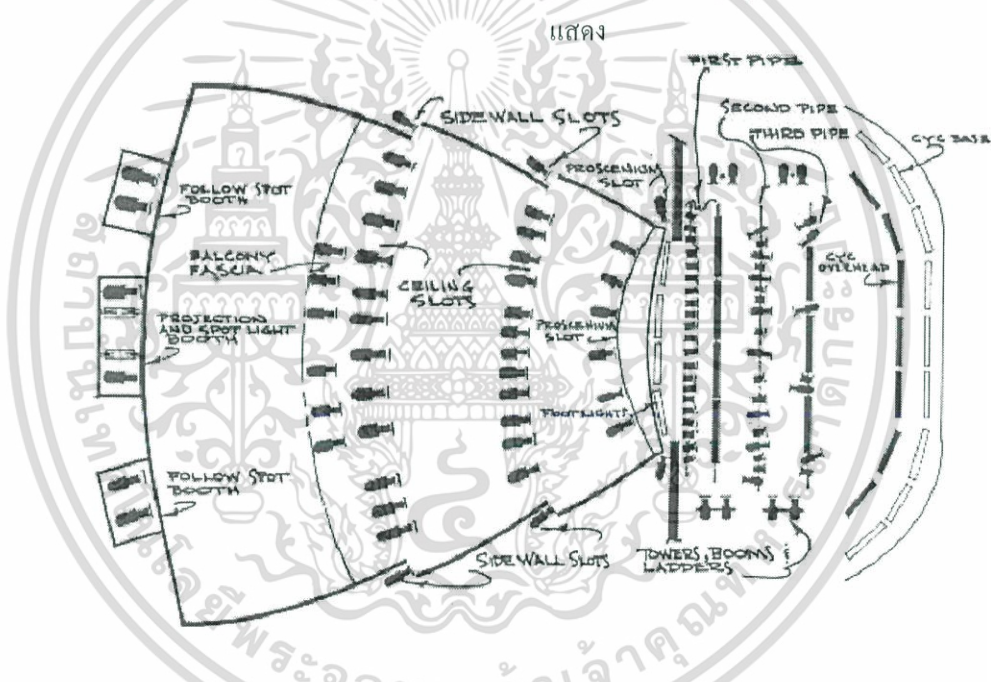 แสดง
FIRST PIPE
SECOND PIPE
THIRD PIPE
CYC BASE
SIDEWALL SLOTS
PROSCENIUM
SLOT
FOLLOW SPOT
BOOTH
BALCONY
FASCIA
CEILING
SLOTS
CYC
OVERHEAD
PROJECTION
AND SPOT LIGHT
BOOTH
PROSCENIUM
SLOT
FOOTLIGHTS
FOLLOW SPOT
BOOTH
SIDE WALL SLOTS
TOWERS, BOOMS &
LADDERS